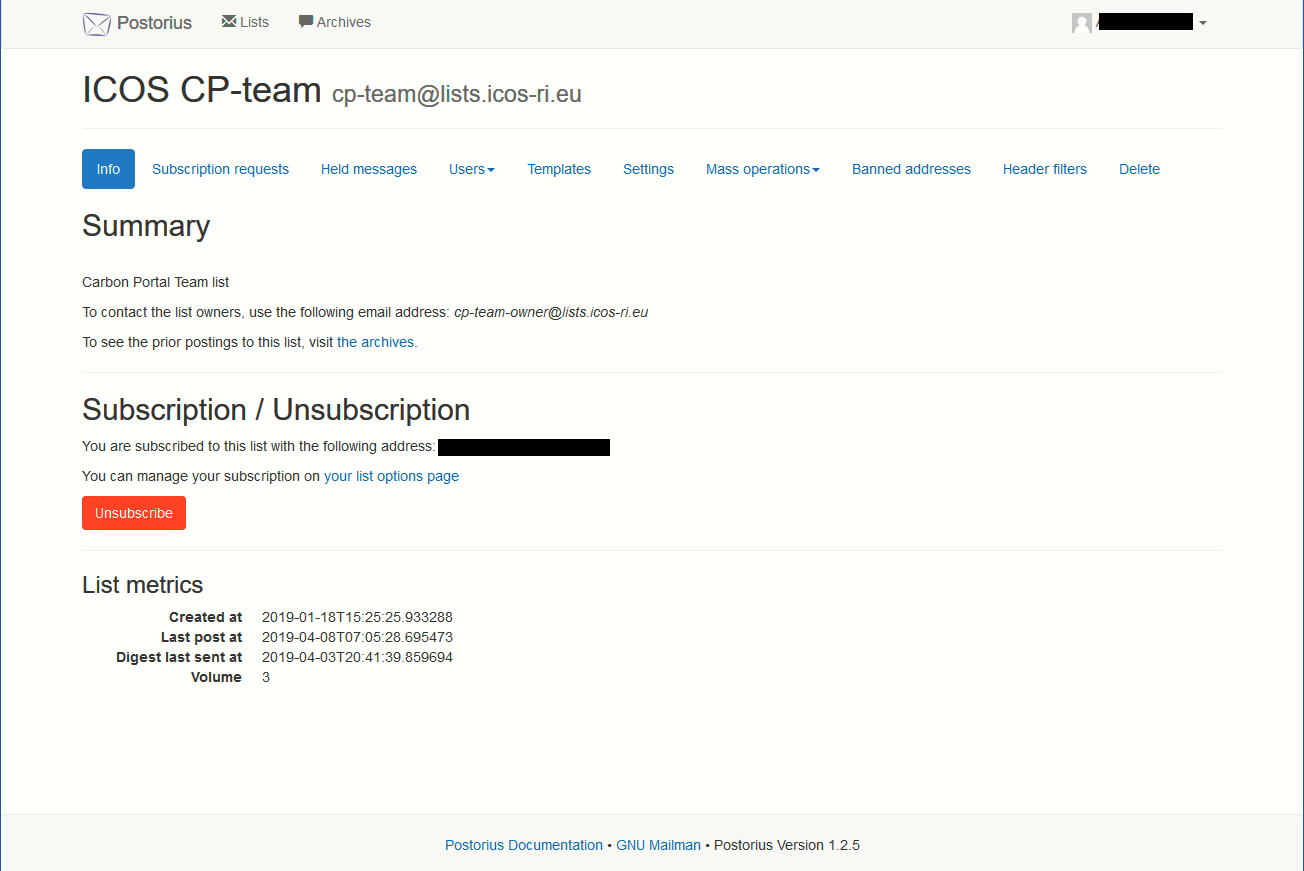 Postorius Lists Archives
ICOS CP-team cp-team@lists.icos-ri.eu
Info Subscription requests Held messages Users Templates Settings Mass operations Banned addresses Header filters Delete
Summary
Carbon Portal Team list
To contact the list owners, use the following email address: cp-team-owner@lists.icos-ri.eu
To see the prior postings to this list, visit the archives.
Subscription / Unsubscription
You are subscribed to this list with the following address:
You can manage your subscription on your list options page
Unsubscribe
List metrics
Created at 2019-01-18T15:25:25.933288
Last post at 2019-04-08T07:05:28.695473
Digest last sent at 2019-04-03T20:41:39.859694
Volume 3
Postorius Documentation • GNU Mailman • Postorius Version 1.2.5